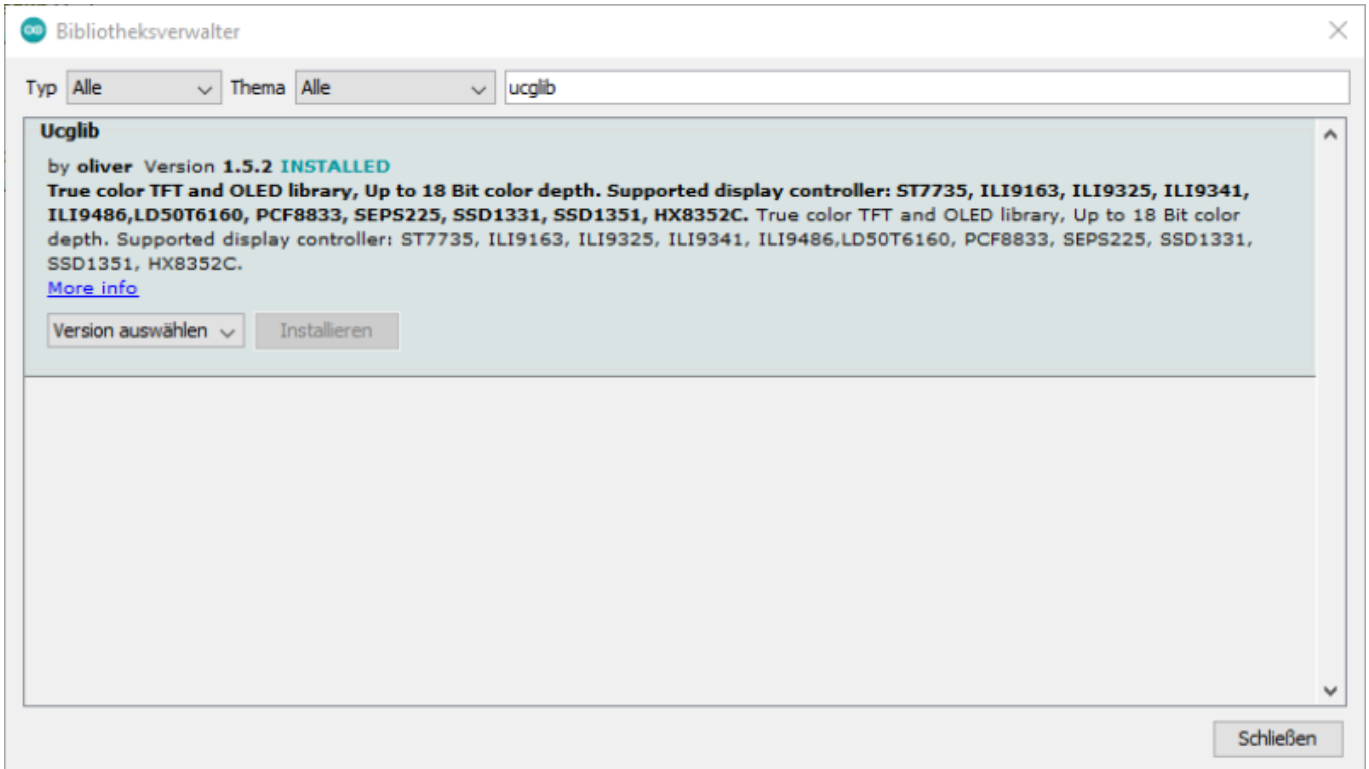 Bibliotheksverwalter
Typ Alle Thema Alle ucglib
Ucglib
by oliver Version 1.5.2 INSTALLED
True color TFT and OLED library, Up to 18 Bit color depth. Supported display controller: ST7735, ILI9163, ILI9325, ILI9341,
ILI9486,LD50T6160, PCF8833, SEPS225, SSD1331, SSD1351, HX8352C. True color TFT and OLED library, Up to 18 Bit color
depth. Supported display controller: ST7735, ILI9163, ILI9325, ILI9341, ILI9486,LD50T6160, PCF8833, SEPS225, SSD1331,
SSD1351, HX8352C.
More info
Version auswählen Installieren
Schließen